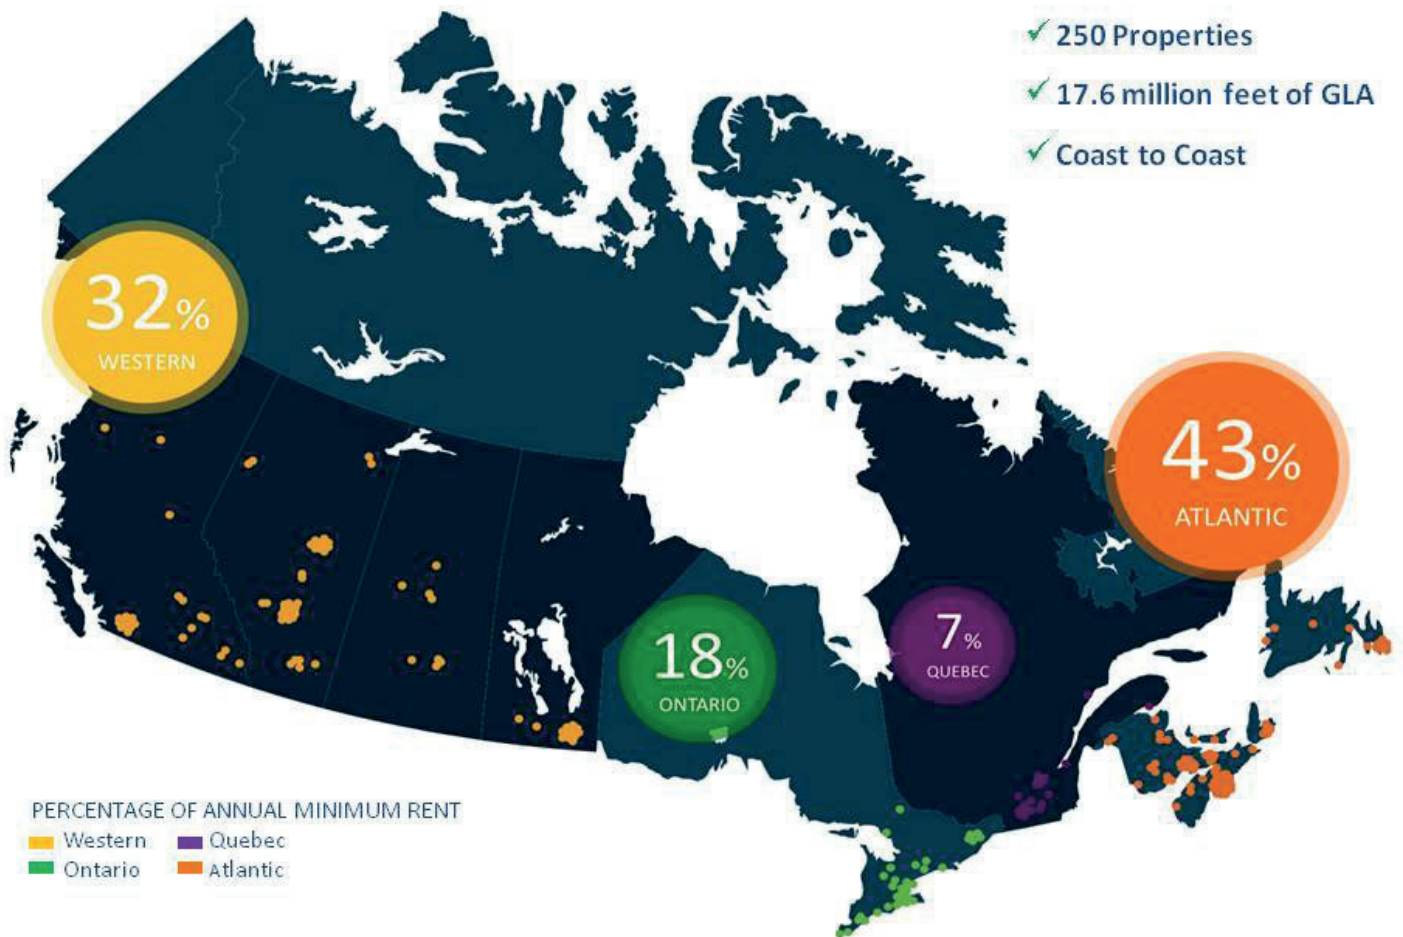 ✓ 250 Properties
✓ 17.6 million feet of GLA
✓ Coast to Coast
32%
WESTERN
43%
ATLANTIC
18%
ONTARIO
7%
QUEBEC
PERCENTAGE OF ANNUAL MINIMUM RENT
Western
Quebec
Ontario
Atlantic